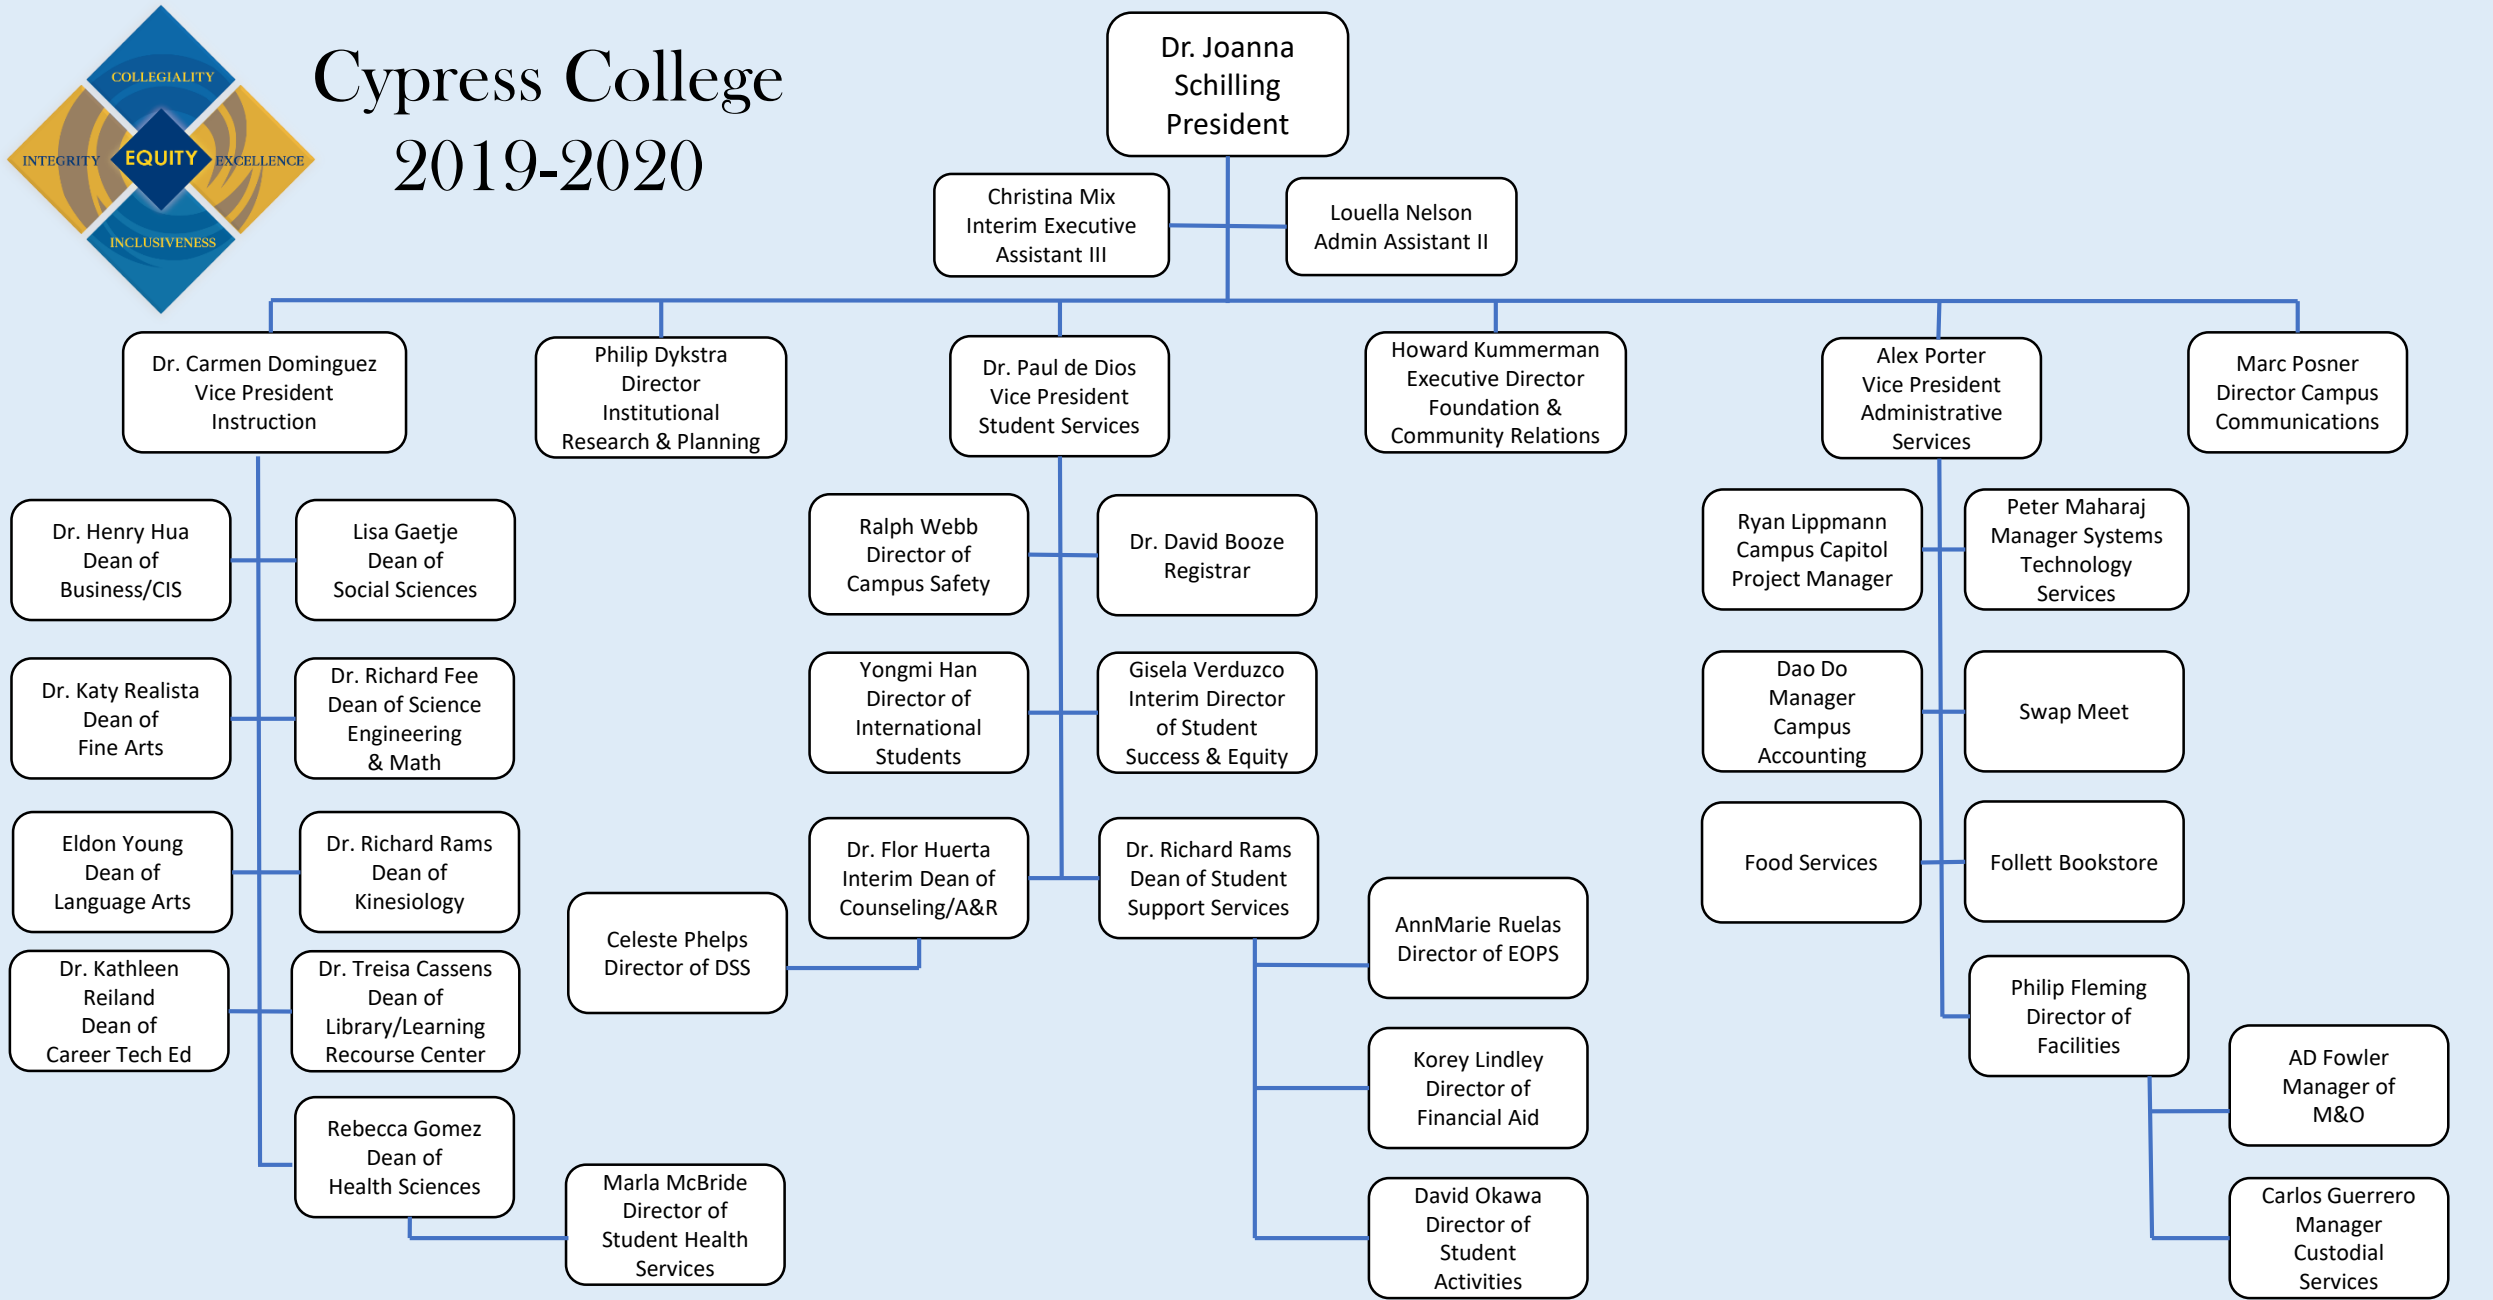 COLLEGIALITY
INTEGRITY
EQUITY
EXCELLENCE
INCLUSIVENESS
Cypress College
2019-2020
Dr. Joanna
Schilling
President
Christina Mix
Interim Executive
Assistant III
Louella Nelson
Admin Assistant II
Dr. Carmen Dominguez
Vice President
Instruction
Philip Dykstra
Director
Institutional
Research & Planning
Dr. Paul de Dios
Vice President
Student Services
Howard Kummerman
Executive Director
Foundation &
Community Relations
Alex Porter
Vice President
Administrative
Services
Marc Posner
Director Campus
Communications
Dr. Henry Hua
Dean of
Business/CIS
Lisa Gaetje
Dean of
Social Sciences
Dr. Katy Realista
Dean of
Fine Arts
Dr. Richard Fee
Dean of Science
Engineering
& Math
Eldon Young
Dean of
Language Arts
Dr. Richard Rams
Dean of
Kinesiology
Dr. Kathleen
Reiland
Dean of
Career Tech Ed
Dr. Treisa Cassens
Dean of
Library/Learning
Recourse Center
Rebecca Gomez
Dean of
Health Sciences
Marla McBride
Director of
Student Health
Services
Ralph Webb
Director of
Campus Safety
Dr. David Booze
Registrar
Yongmi Han
Director of
International
Students
Gisela Verduzco
Interim Director
of Student
Success & Equity
Dr. Flor Huerta
Interim Dean of
Counseling/A&R
Dr. Richard Rams
Dean of Student
Support Services
Celeste Phelps
Director of DSS
AnnMarie Ruelas
Director of EOPS
Korey Lindley
Director of
Financial Aid
David Okawa
Director of
Student
Activities
Ryan Lippmann
Campus Capitol
Project Manager
Peter Maharaj
Manager Systems
Technology
Services
Dao Do
Manager
Campus
Accounting
Swap Meet
Food Services
Follett Bookstore
Philip Fleming
Director of
Facilities
AD Fowler
Manager of
M&O
Carlos Guerrero
Manager
Custodial
Services